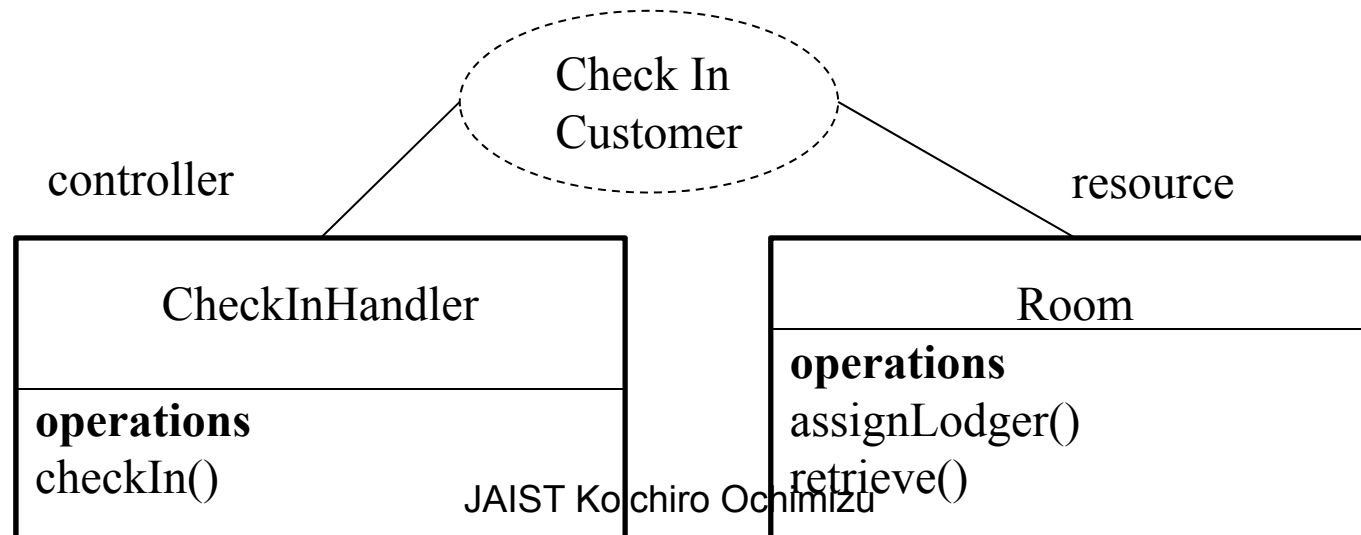 Check In
Customer
controller
resource
CheckInHandler
operations
checkIn()
Room
operations
assignLodger()
retrieve()
JAIST Koichiro Ochimizu